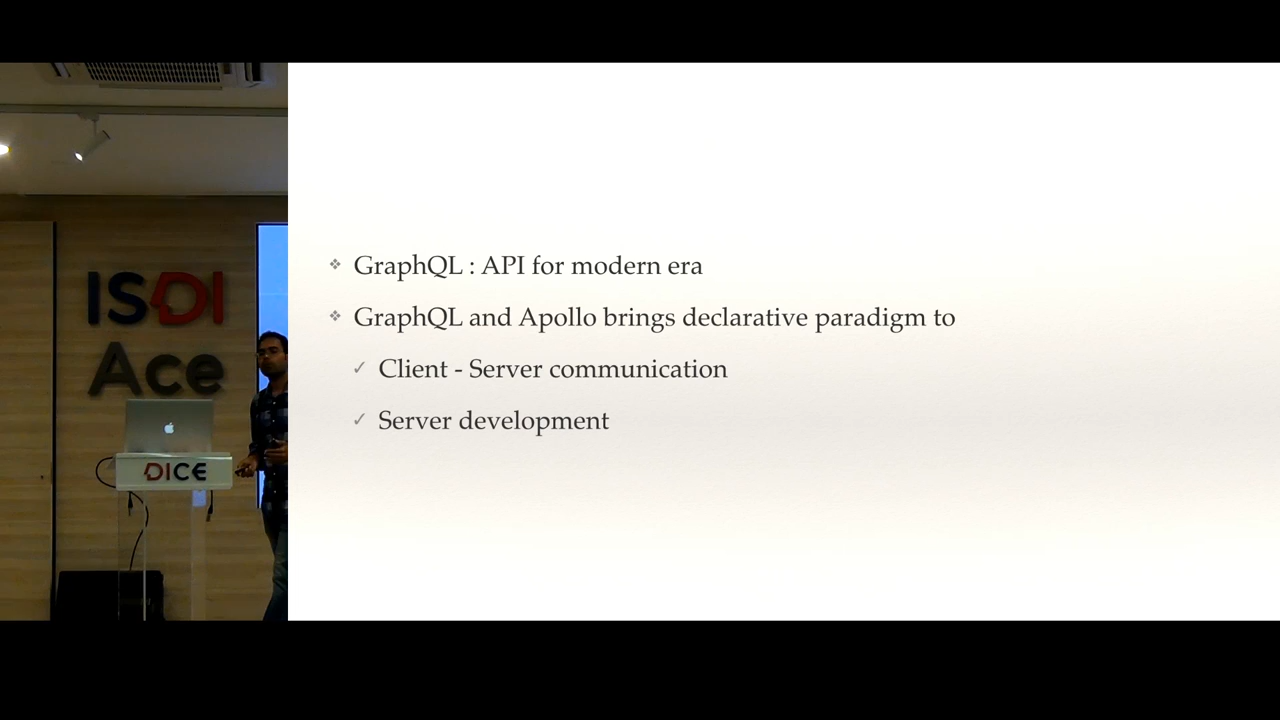 ISDI
Ace
DICE
GraphQL : API for modern era
GraphQL and Apollo brings declarative paradigm to
Client - Server communication
Server development